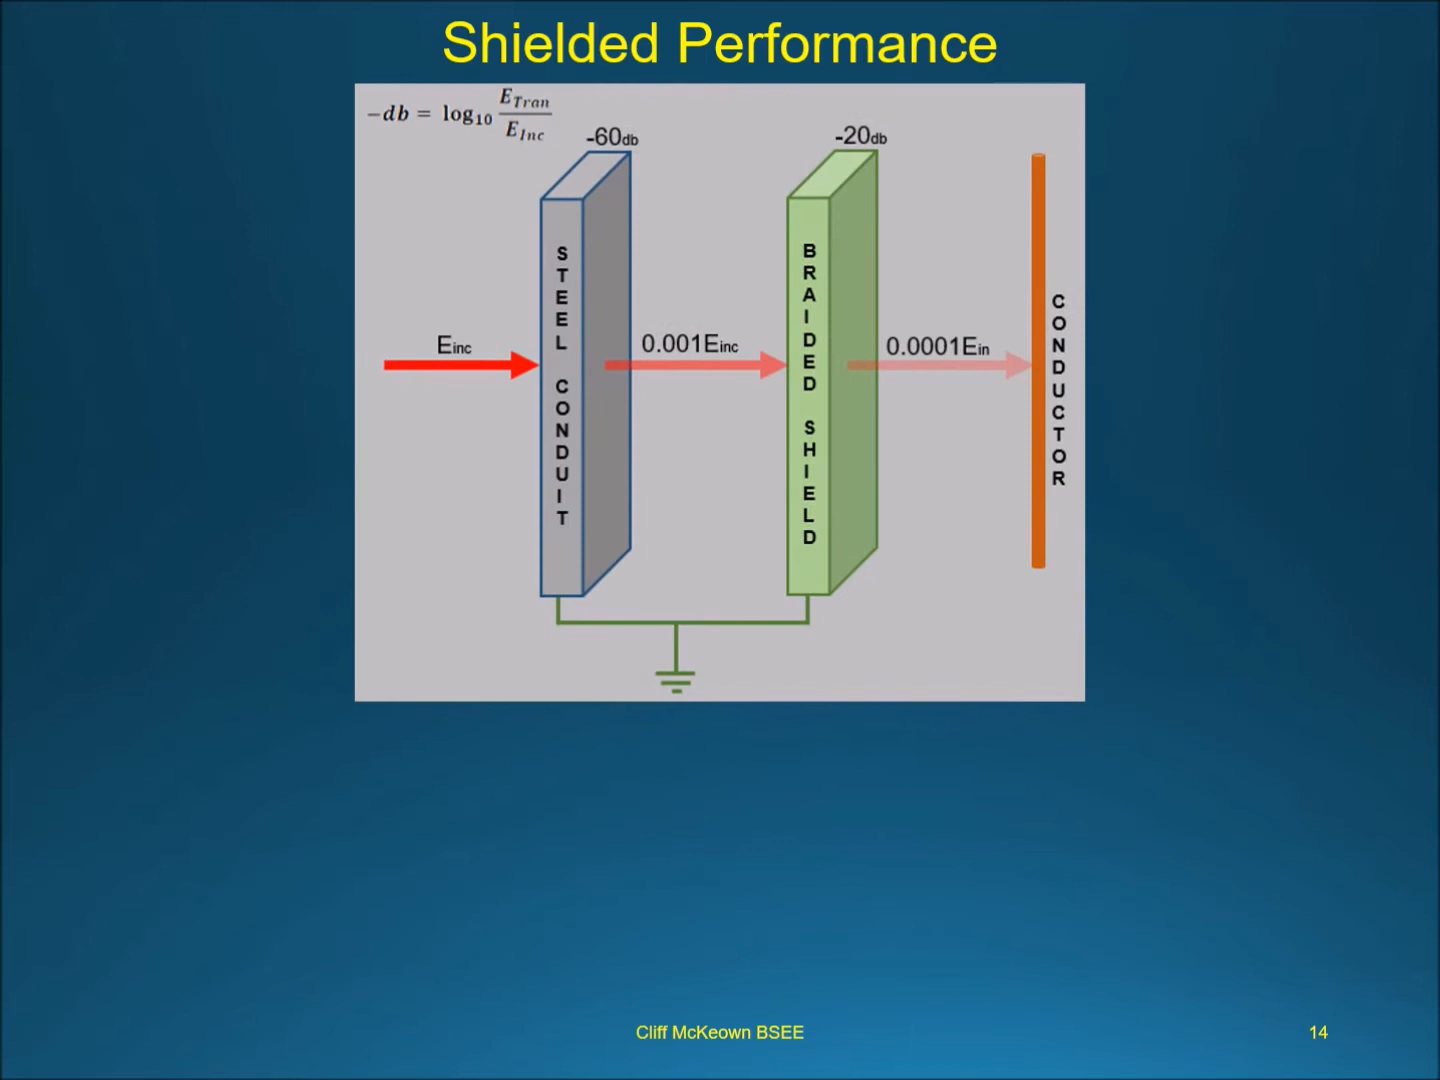 Shielded Performance
-db = log10 ETran/EInc
-60db
-20db
STEEL CONDUIT
BRAIDED SHIELD
CONDUCTOR
Einc
0.001Einc
0.0001Ein
Cliff McKeown BSEE
14